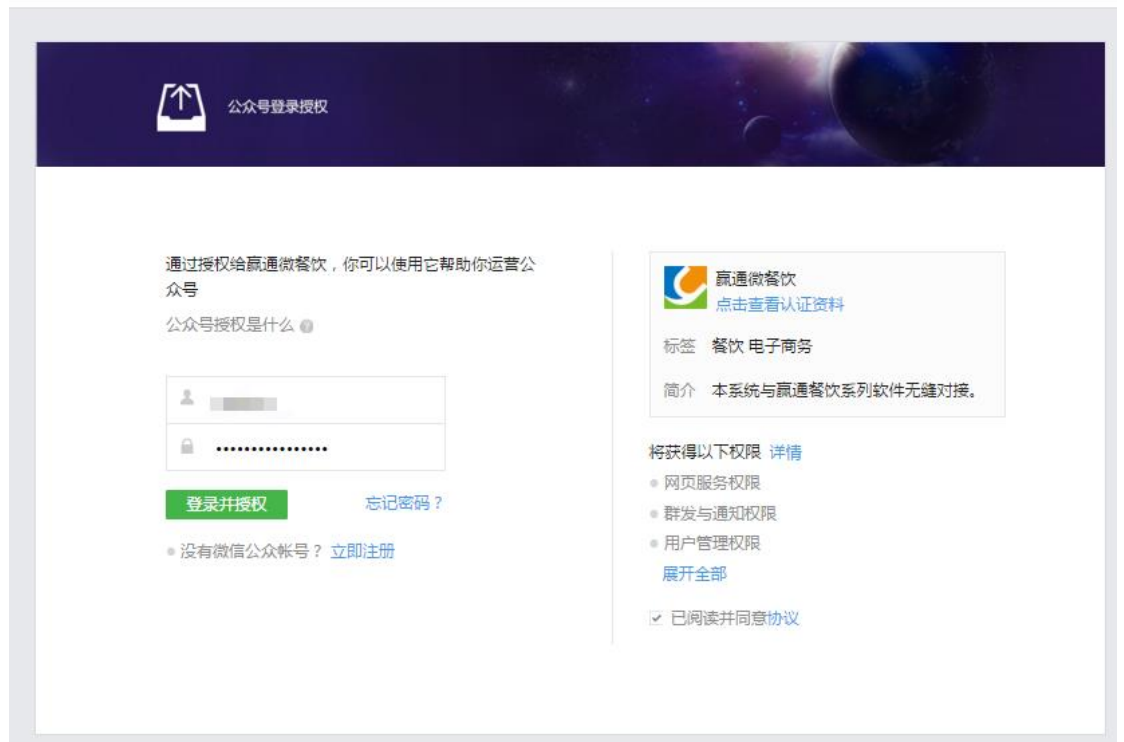 公众号登录授权
通过授权给赢通微餐饮，你可以使用它帮助你运营公
众号
公众号授权是什么
登录并授权 忘记密码？
没有微信公众帐号？ 立即注册
赢通微餐饮
点击查看认证资料
标签 餐饮 电子商务
简介 本系统与赢通餐饮系列软件无缝对接。
将获得以下权限 详情
网页服务权限
群发与通知权限
用户管理权限
展开全部
已阅读并同意协议